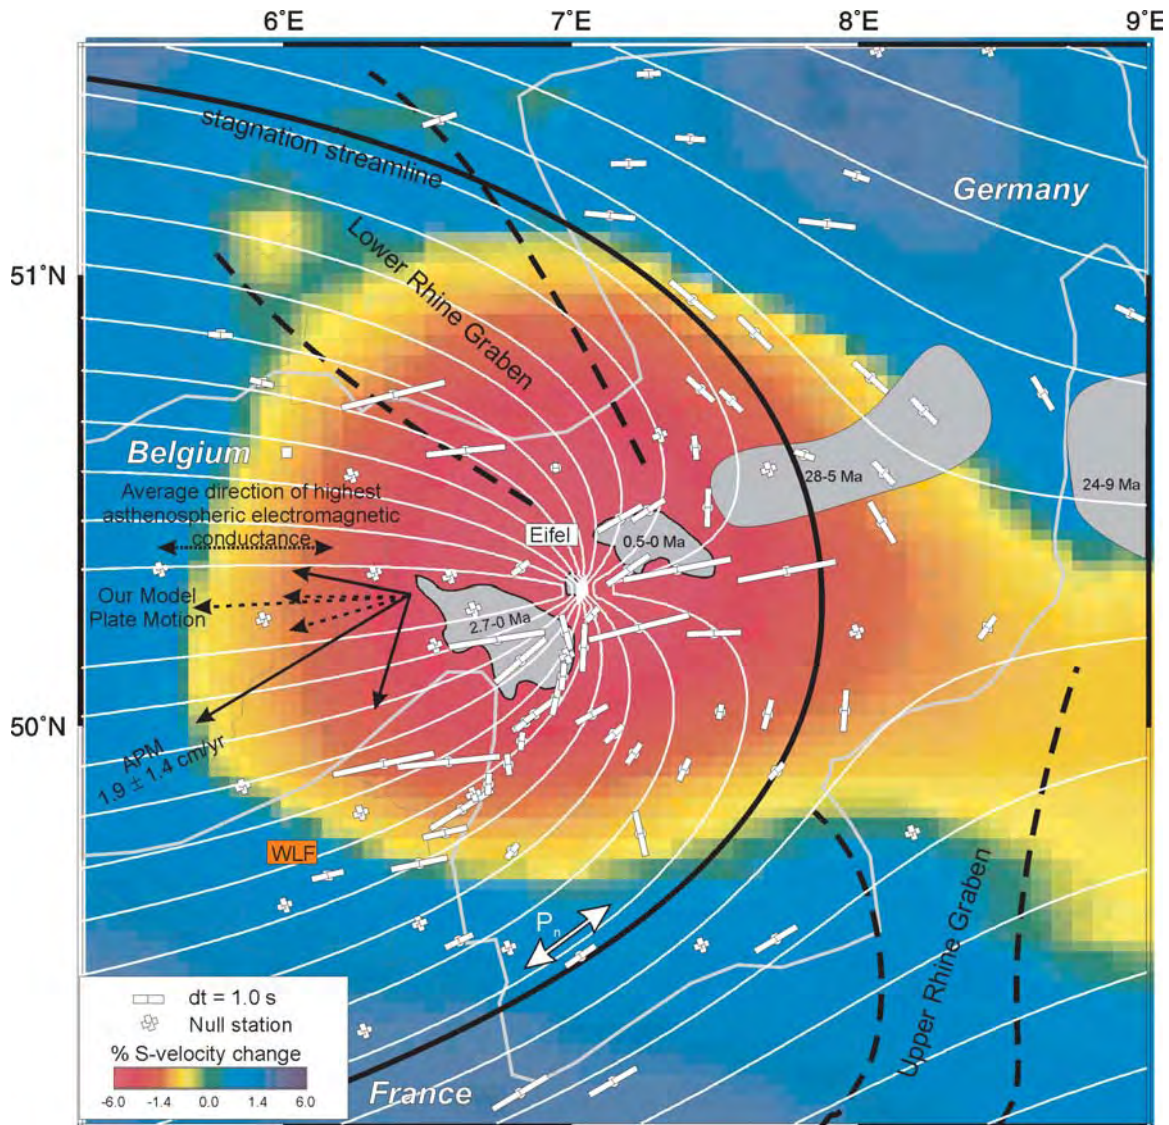 6°E 7°E 8°E 9°E
stagnation streamline
Germany
51°N
Lower Rhine Graben
Belgium
Average direction of highest
asthenospheric electromagnetic
conductance
28-5 Ma
24-9 Ma
Eifel
0.5-0 Ma
Our Model
Plate Motion
2.7-0 Ma
50°N
APM
1.9 ± 1.4 cm/yr
WLF
Pn
Upper Rhine Graben
dt = 1.0 s
Null station
% S-velocity change
-6.0 -1.4 0.0 1.4 6.0
France